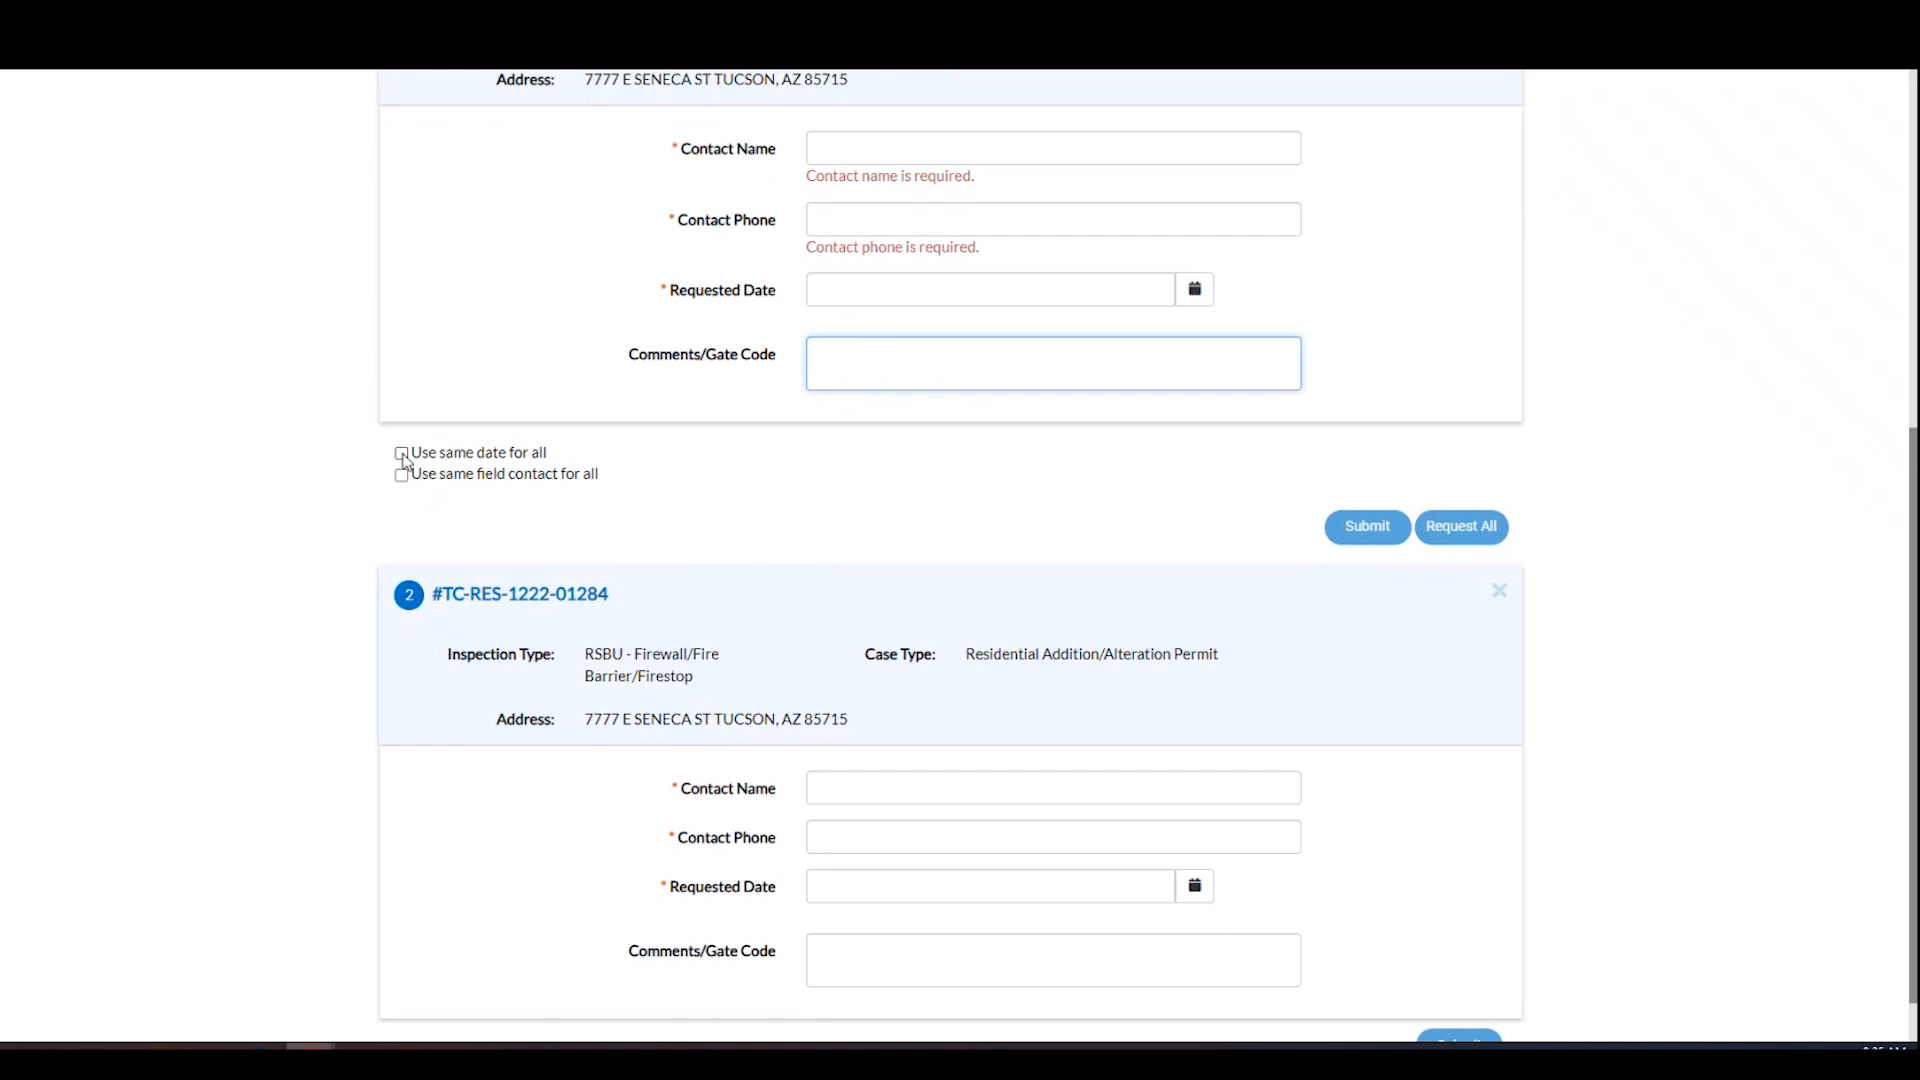 Address: 7777 E SENECA ST TUCSON, AZ 85715
* Contact Name
Contact name is required.
* Contact Phone
Contact phone is required.
* Requested Date
Comments/Gate Code
Use same date for all
Use same field contact for all
Submit Request All
2 #TC-RES-1222-01284
Inspection Type: RSBU - Firewall/Fire Case Type: Residential Addition/Alteration Permit
Barrier/Firestop
Address: 7777 E SENECA ST TUCSON, AZ 85715
* Contact Name
* Contact Phone
* Requested Date
Comments/Gate Code